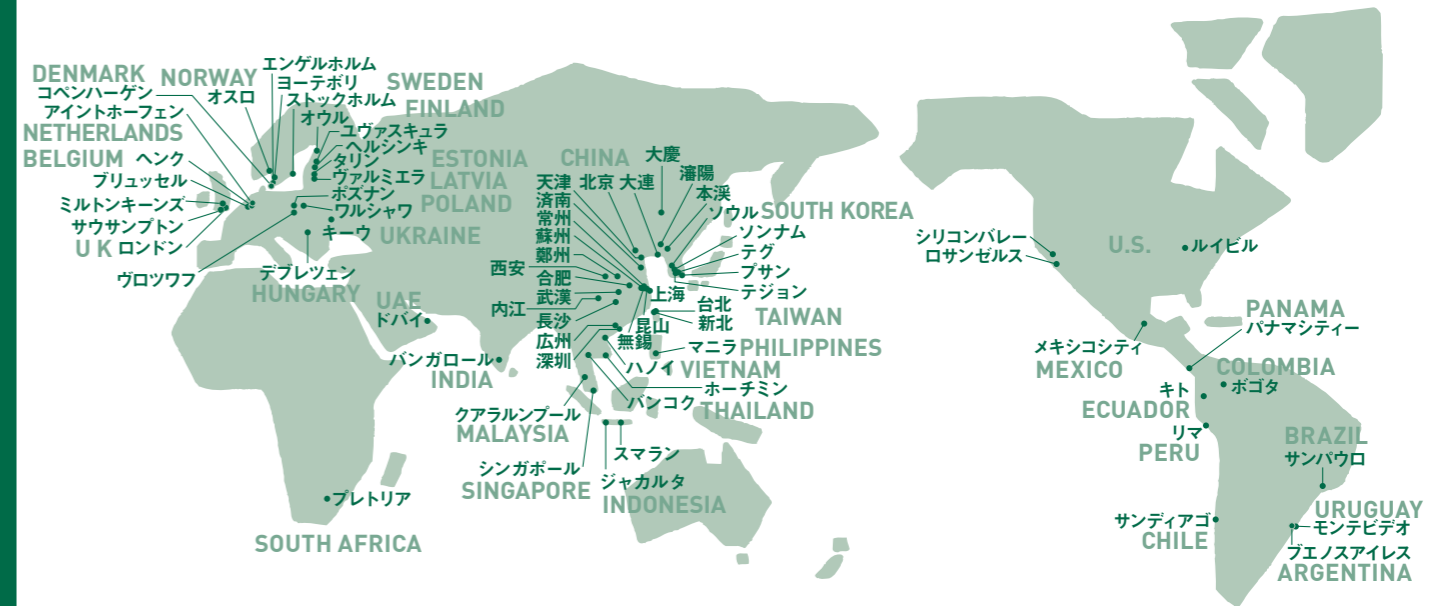 DENMARK
コペンハーゲン
NORWAY
オスロ
エンゲルホルム
ヨーテボリ
ストックホルム
SWEDEN
FINLAND
オウル
ユヴァスキュラ
ヘルシンキ
アイントホーフェン
NETHERLANDS
BELGIUM
ヘンク
ブリュッセル
タリン
ESTONIA
ヴァルミエラ
LATVIA
ポズナン
ワルシャワ
POLAND
ミルトンキーンズ
サウサンプトン
UK ロンドン
ヴロツワフ
キーウ
UKRAINE
デブレツェン
HUNGARY
UAE
ドバイ
バンガロール
INDIA
プレトリア
SOUTH AFRICA
CHINA
大慶
瀋陽
本渓
天津
北京
大連
済南
常州
蘇州
鄭州
西安
合肥
武漢
内江
長沙
広州
深圳
上海
昆山
無錫
ソウル
SOUTH KOREA
ソンナム
テグ
プサン
テジョン
台北
新北
TAIWAN
マニラ
PHILIPPINES
ハノイ
VIETNAM
ホーチミン
バンコク
THAILAND
クアラルンプール
MALAYSIA
シンガポール
SINGAPORE
スマラン
ジャカルタ
INDONESIA
シリコンバレー
ロサンゼルス
U.S.
ルイビル
メキシコシティ
MEXICO
PANAMA
パナマシティー
COLOMBIA
ボゴタ
キト
ECUADOR
リマ
PERU
BRAZIL
サンパウロ
サンディアゴ
CHILE
URUGUAY
モンテビデオ
ブエノスアイレス
ARGENTINA